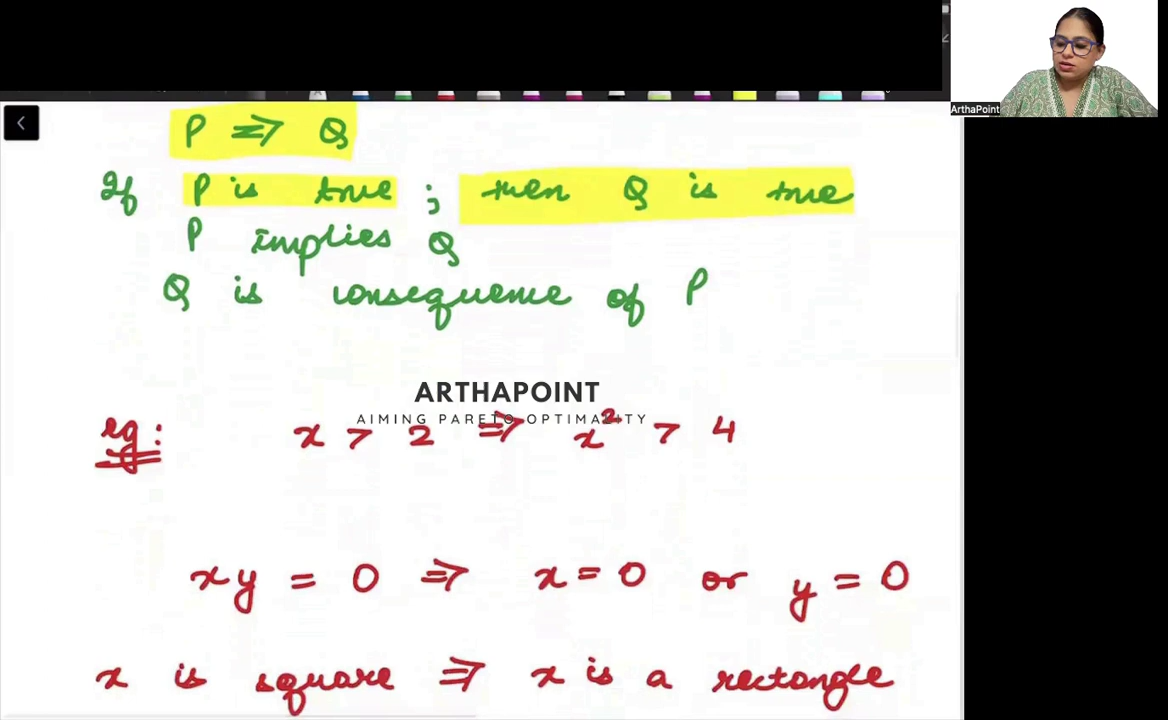 ArthaPoint
P ⇒ Q
If P is true ; then Q is true
P implies Q
Q is consequence of P
ARTHAPOINT
AIMING PARETO OPTIMALITY
eg: x > 2 ⇒ x² > 4
xy = 0 ⇒ x = 0 or y = 0
x is square ⇒ x is a rectangle